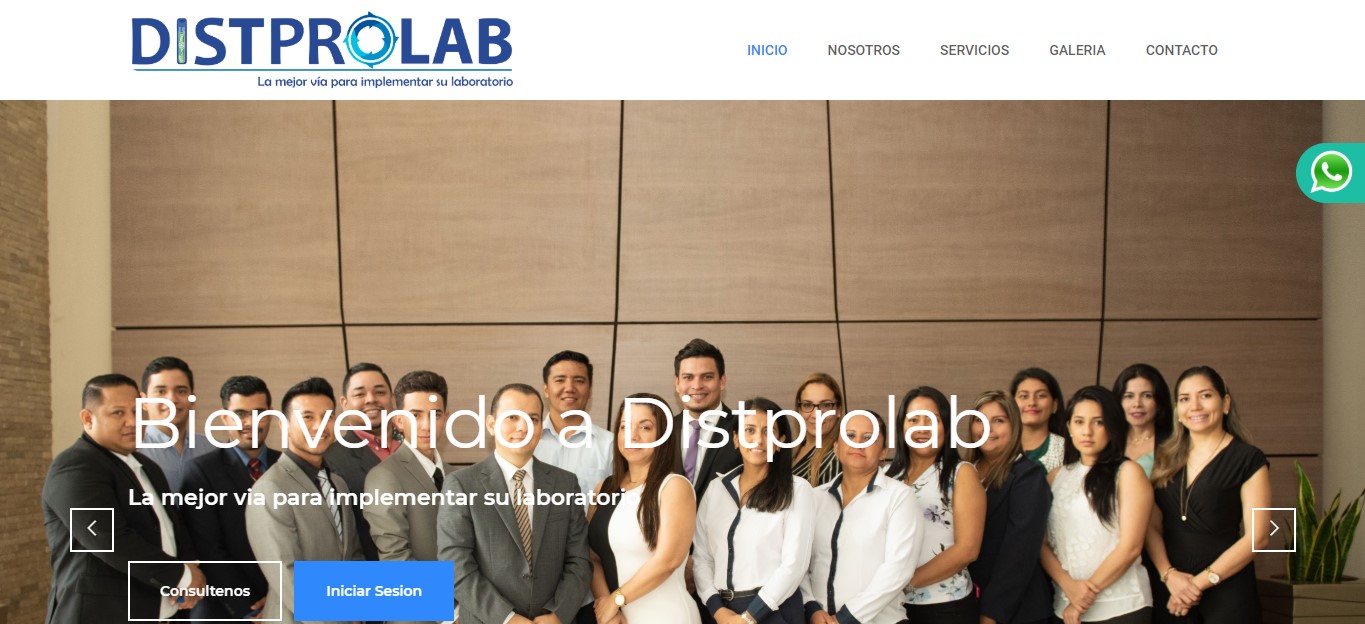 DISTPROLAB
La mejor vía para implementar su laboratorio
INICIO
NOSOTROS
SERVICIOS
GALERIA
CONTACTO
Bienvenido a Distprolab
La mejor via para implementar su laboratorio
Consultenos
Iniciar Sesion